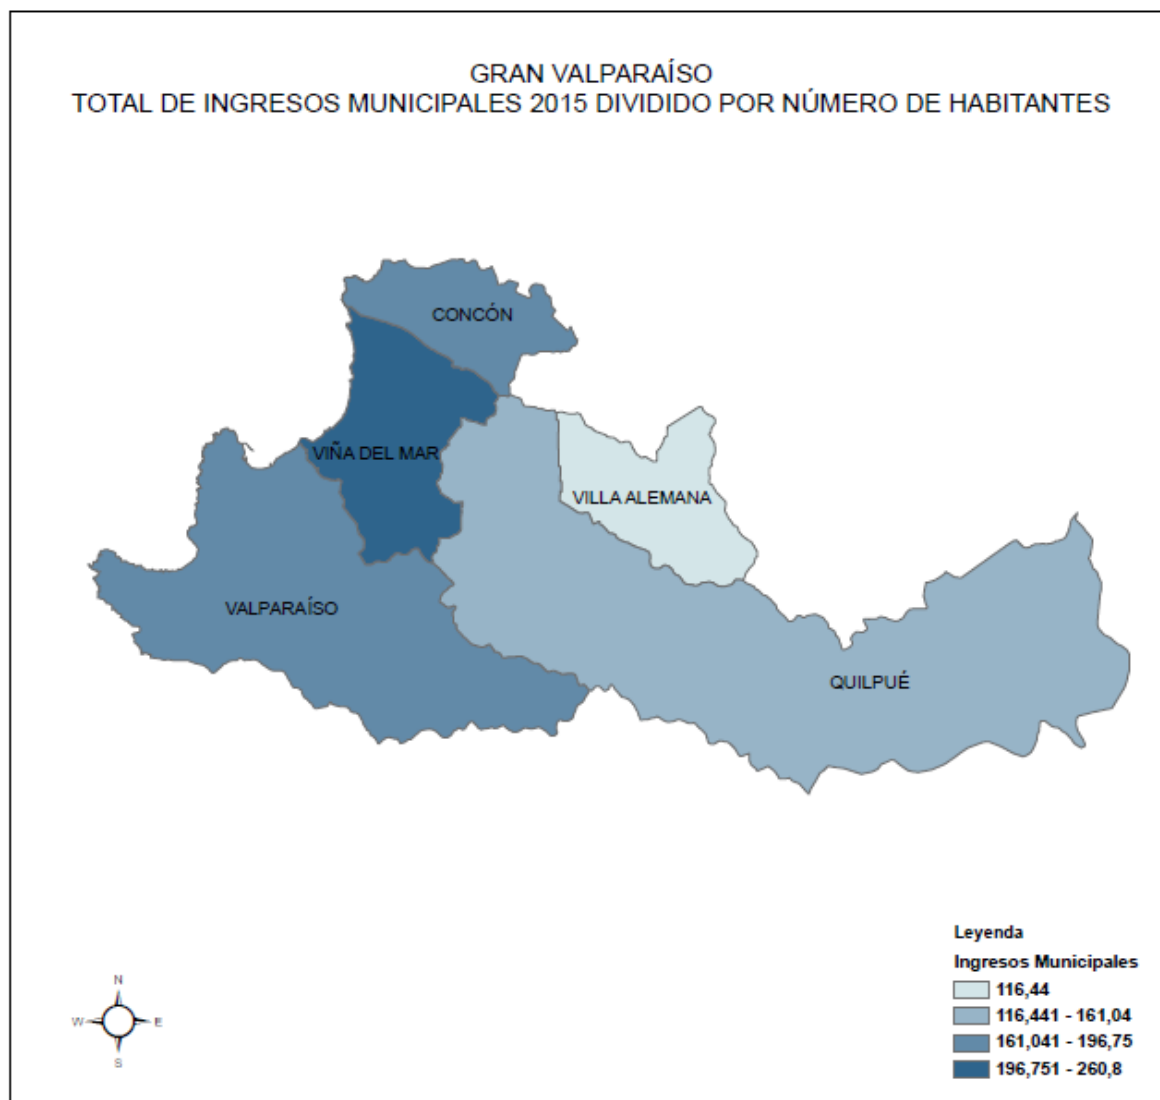 GRAN VALPARAÍSO
TOTAL DE INGRESOS MUNICIPALES 2015 DIVIDIDO POR NÚMERO DE HABITANTES
CONCÓN
VIÑA DEL MAR
VILLA ALEMANA
VALPARAÍSO
QUILPUÉ
Leyenda
Ingresos Municipales
116,44
116,441 - 161,04
161,041 - 196,75
196,751 - 260,8
N
W E
S